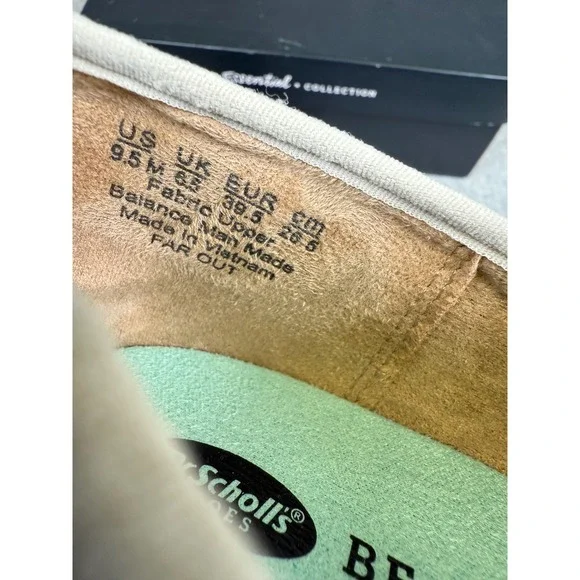 Essential • COLLECTION
US UK EUR cm
9.5 M 6.5 39.5 26.5
Fabric Upper
Balance Man Made
Made in Vietnam
FAR OUT
Scholl's®
BE